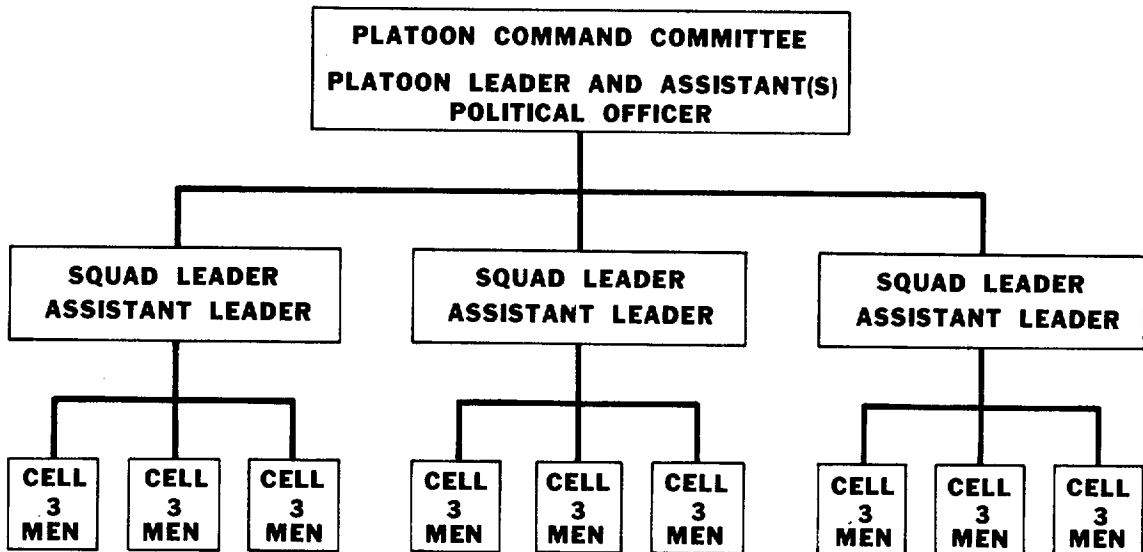 PLATOON COMMAND COMMITTEE
PLATOON LEADER AND ASSISTANT(S)
POLITICAL OFFICER
SQUAD LEADER
ASSISTANT LEADER
SQUAD LEADER
ASSISTANT LEADER
SQUAD LEADER
ASSISTANT LEADER
CELL
3
MEN
CELL
3
MEN
CELL
3
MEN
CELL
3
MEN
CELL
3
MEN
CELL
3
MEN
CELL
3
MEN
CELL
3
MEN
CELL
3
MEN